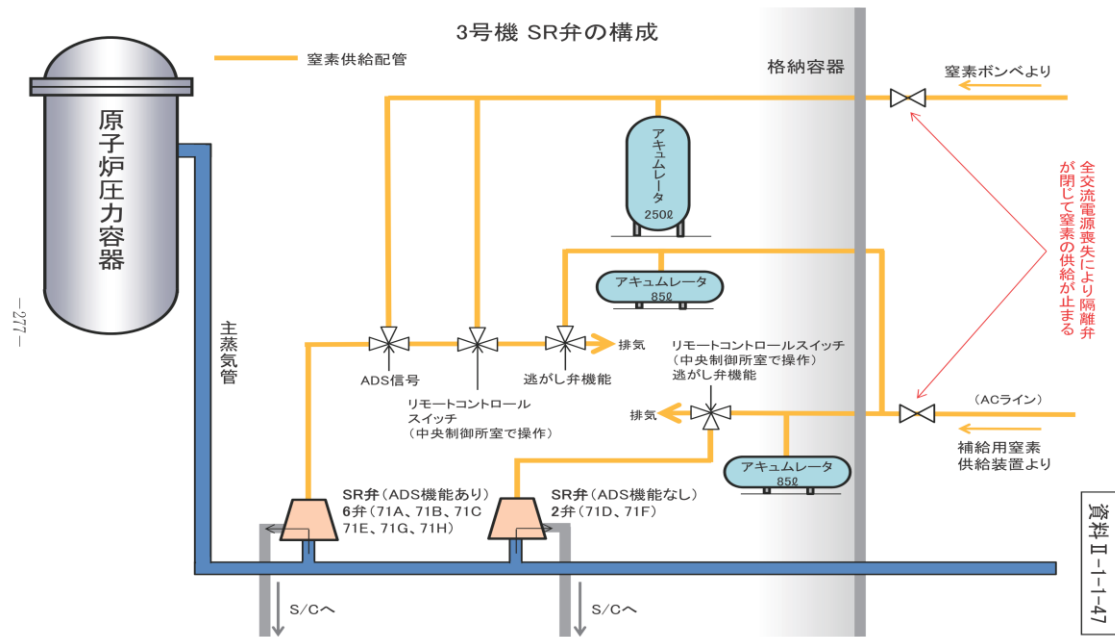 3号機 SR弁の構成
窒素供給配管
格納容器
窒素ボンベより
原子炉圧力容器
アキュムレータ
250ℓ
全交流電源喪失により隔離弁
が閉じて窒素の供給が止まる
アキュムレータ
85ℓ
-277-
主蒸気管
ADS信号
リモートコントロール
スイッチ
(中央制御所室で操作)
逃がし弁機能
排気
リモートコントロールスイッチ
(中央制御所室で操作)
逃がし弁機能
排気
(ACライン)
補給用窒素
供給装置より
アキュムレータ
85ℓ
SR弁(ADS機能あり)
6弁(71A、71B、71C
71E、71G、71H)
SR弁(ADS機能なし)
2弁(71D、71F)
S/Cへ
S/Cへ
資料Ⅱ-1-1-47